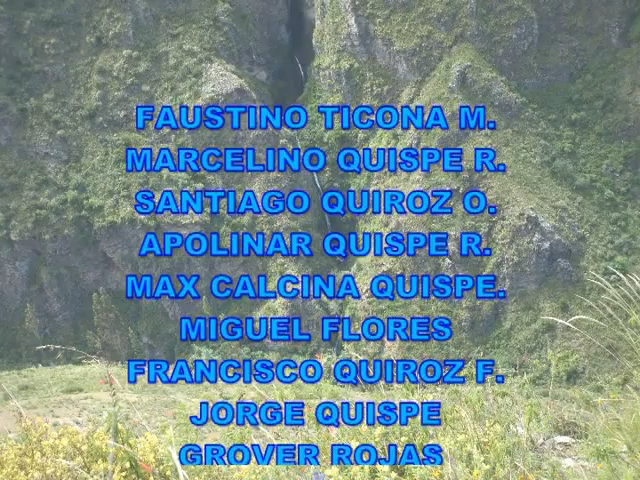 FAUSTINO TICONA M.
MARCELINO QUISPE R.
SANTIAGO QUIROZ O.
APOLINAR QUISPE R.
MAX CALCINA QUISPE.
MIGUEL FLORES
FRANCISCO QUIROZ F.
JORGE QUISPE
GROVER ROJAS